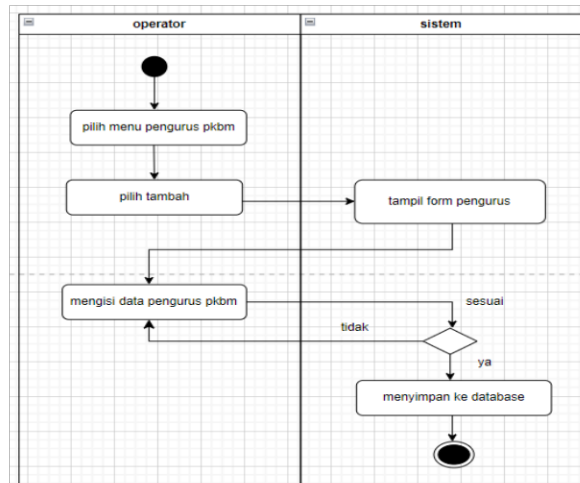 operator
sistem
pilih menu pengurus pkbm
pilih tambah
tampil form pengurus
mengisi data pengurus pkbm
sesuai
tidak
ya
menyimpan ke database